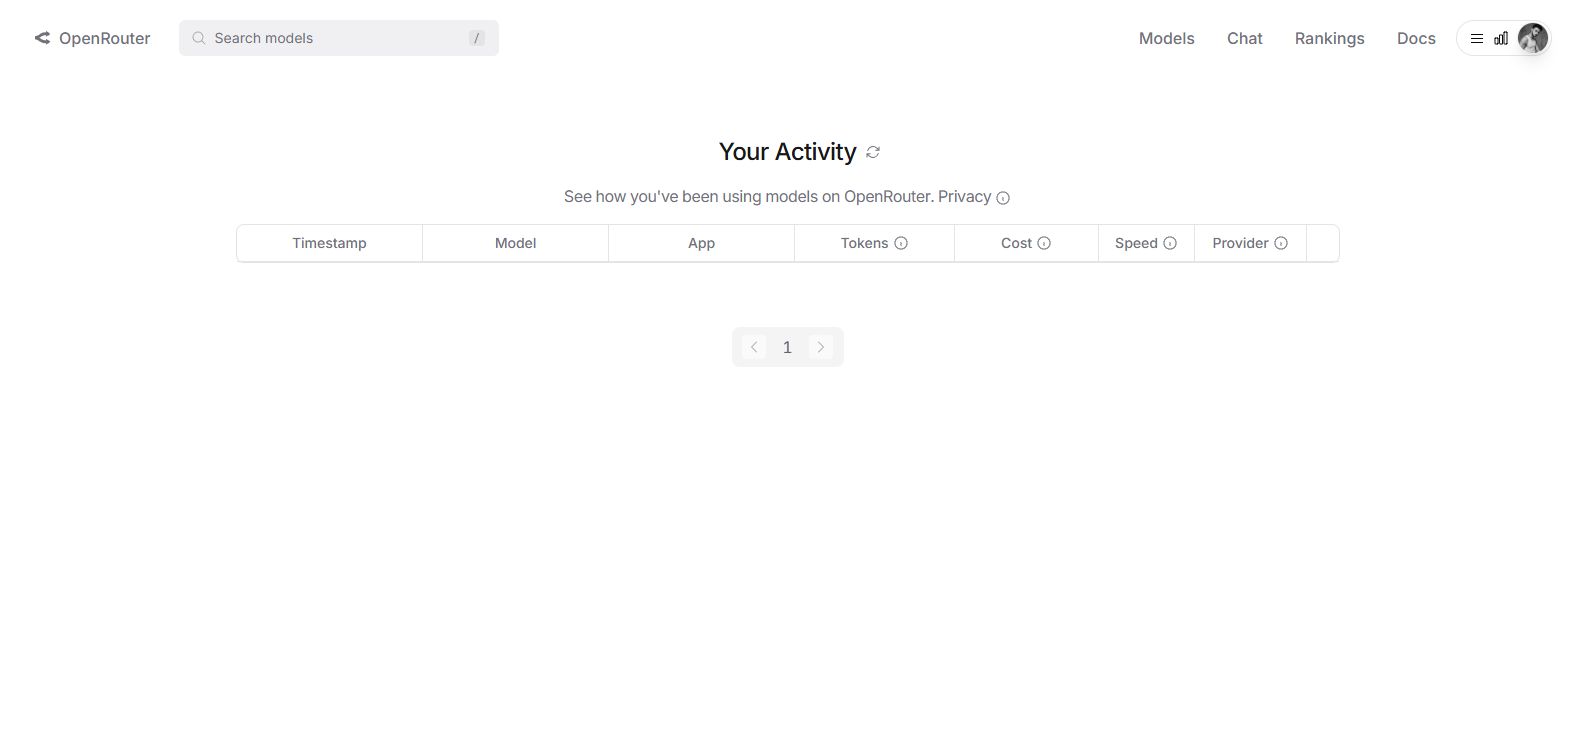 OpenRouter Search models / Models Chat Rankings Docs
Your Activity
See how you've been using models on OpenRouter. Privacy
Timestamp Model App Tokens Cost Speed Provider
1